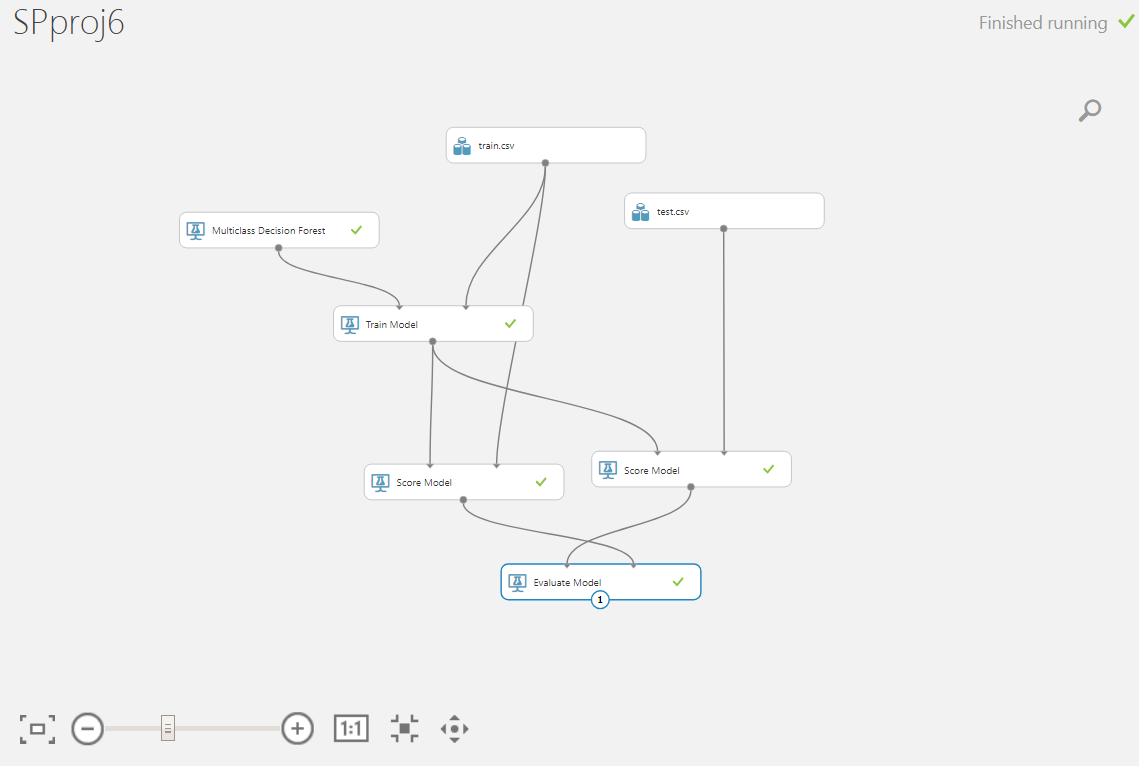 SPproj6
Finished running
train.csv
test.csv
Multiclass Decision Forest
Train Model
Score Model
Score Model
Evaluate Model
1
1:1